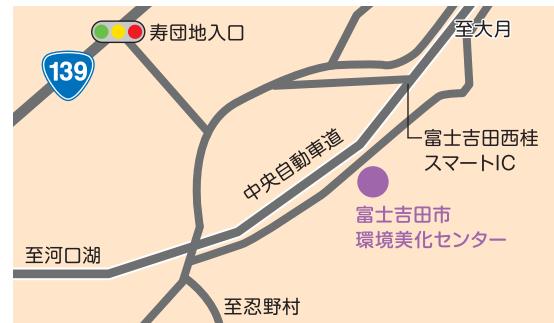 寿団地入口
139
至大月
富士吉田西桂
スマートIC
中央自動車道
富士吉田市
環境美化センター
至河口湖
至忍野村